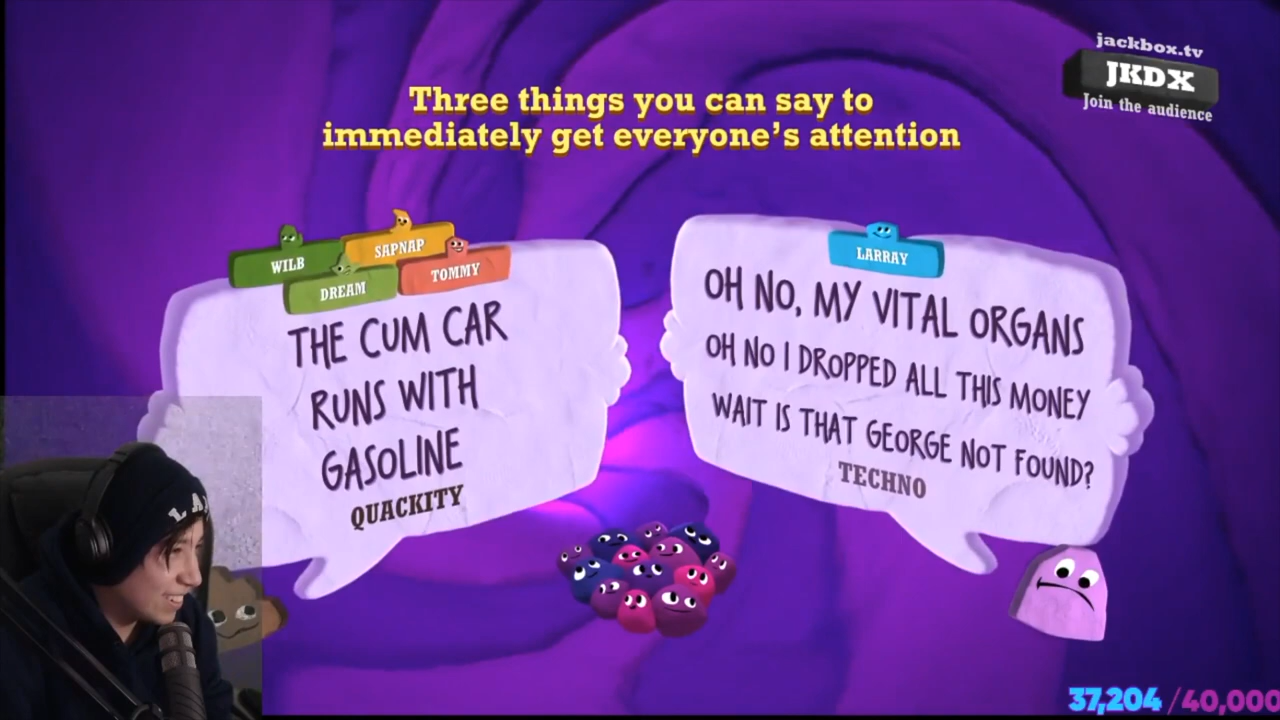 jackbox.tv
JKDX
Join the audience
Three things you can say to
immediately get everyone's attention
WILB
SAPNAP
DREAM
TOMMY
THE CUM CAR
RUNS WITH
GASOLINE
QUACKITY
LARRAY
OH NO, MY VITAL ORGANS
OH NO I DROPPED ALL THIS MONEY
WAIT IS THAT GEORGE NOT FOUND?
TECHNO
37,204 /40,000